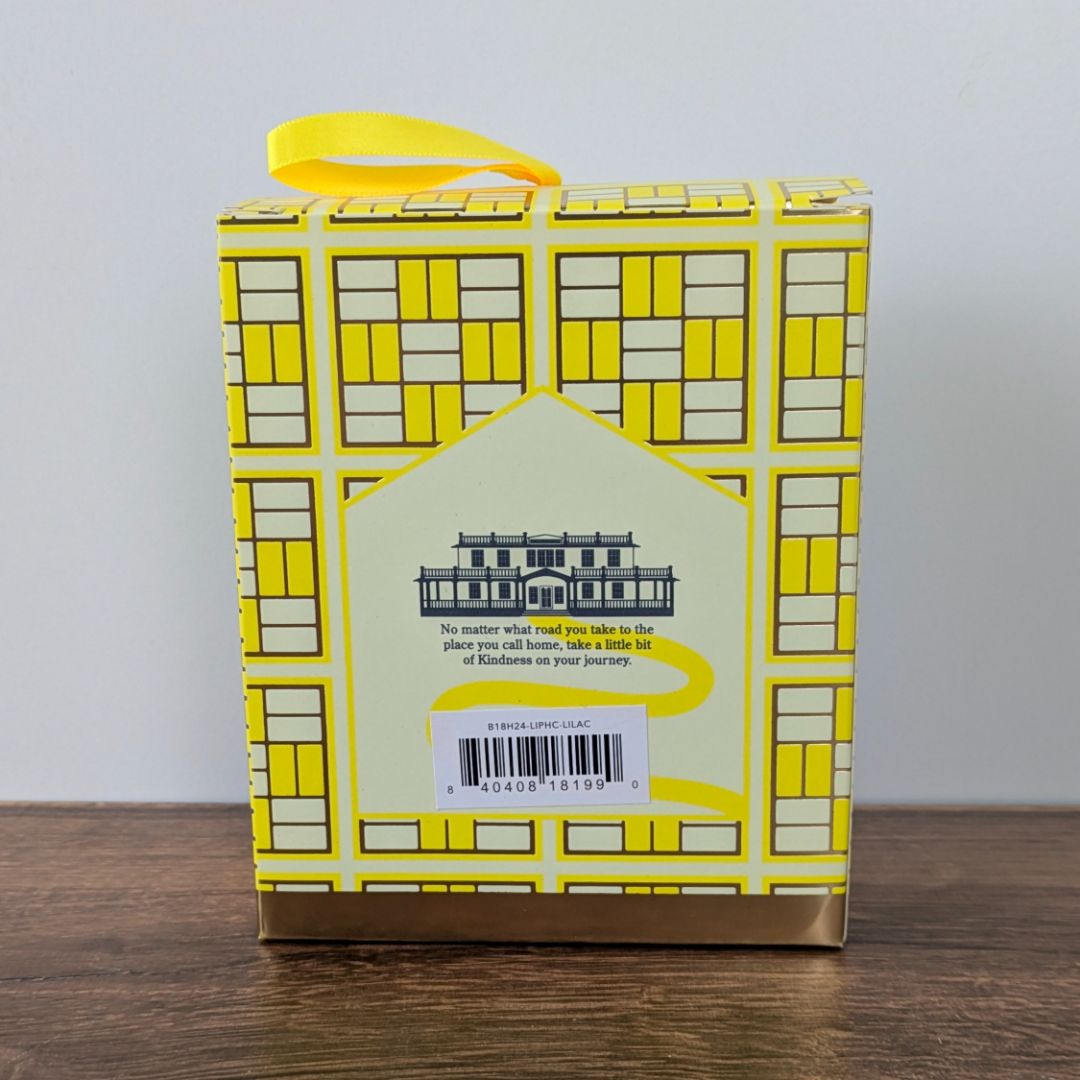 No matter what road you take to the
place you call home, take a little bit
of Kindness on your journey.
B18H24-LIPHC-LILAC
8 40408 18199 0